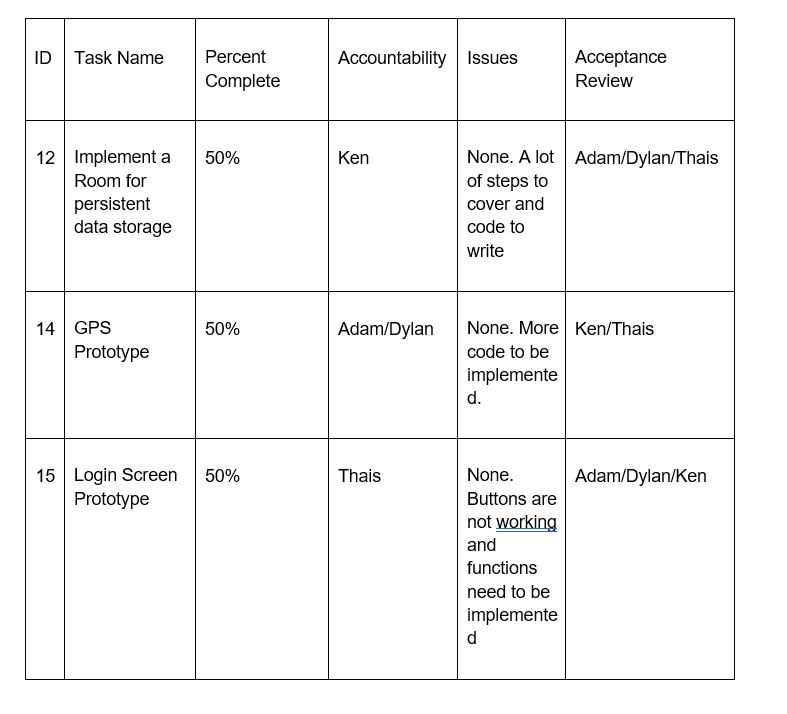 ID Task Name Percent Complete Accountability Issues Acceptance Review
12 Implement a Room for persistent data storage 50% Ken None. A lot of steps to cover and code to write Adam/Dylan/Thais
14 GPS Prototype 50% Adam/Dylan None. More code to be implemented. Ken/Thais
15 Login Screen Prototype 50% Thais None. Buttons are not working and functions need to be implemented Adam/Dylan/Ken